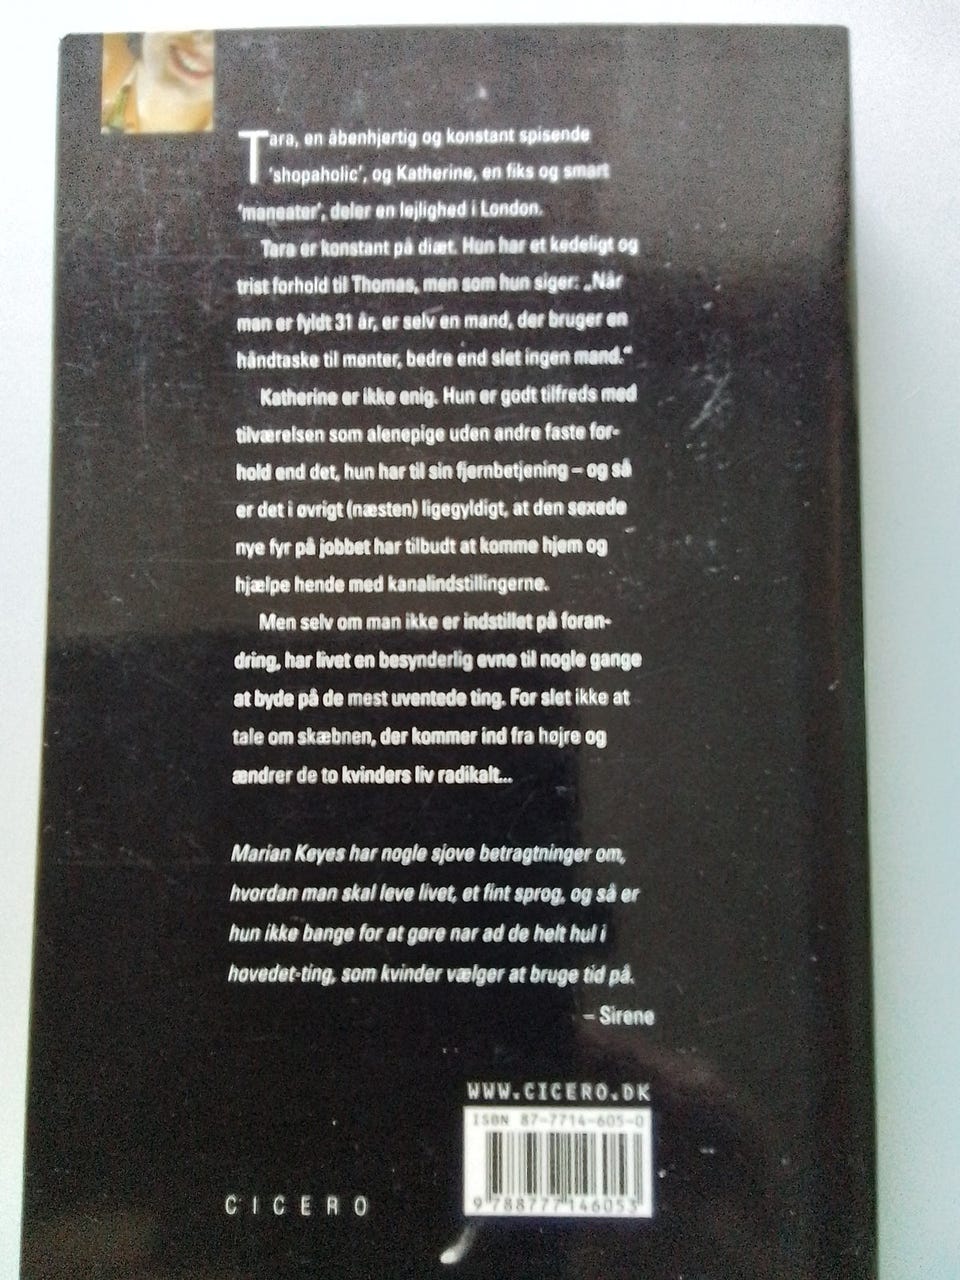 Tara, en åbenhjertig og konstant spisende
'shopaholic', og Katherine, en fiks og smart
'maneater', deler en lejlighed i London.
Tara er konstant på diæt. Hun har et kedeligt og
trist forhold til Thomas, men som hun siger: „Når
man er fyldt 31 år, er selv en mand, der bruger en
håndtaske til mønter, bedre end slet ingen mand.“
Katherine er ikke enig. Hun er godt tilfreds med
tilværelsen som alenepige uden andre faste for-
hold end det, hun har til sin fjernbetjening – og så
er det i øvrigt (næsten) ligegyldigt, at den sexede
nye fyr på jobbet har tilbudt at komme hjem og
hjælpe hende med kanalindstillingerne.
Men selv om man ikke er indstillet på foran-
dring, har livet en besynderlig evne til nogle gange
at byde på de mest uventede ting. For slet ikke at
tale om skæbnen, der kommer ind fra højre og
ændrer de to kvinders liv radikalt...
Marian Keyes har nogle sjove betragtninger om,
hvordan man skal leve livet, et fint sprog, og så er
hun ikke bange for at gøre nar ad de helt hul i
hovedet-ting, som kvinder vælger at bruge tid på.
– Sirene
WWW.CICERO.DK
ISBN 87-7714-605-0
9 788777 146053
CICERO